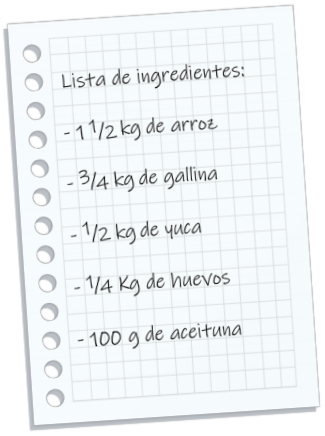 Lista de ingredientes:
- 1 1/2 kg de arroz
- 3/4 kg de gallina
- 1/2 kg de yuca
- 1/4 Kg de huevos
- 100 g de aceituna